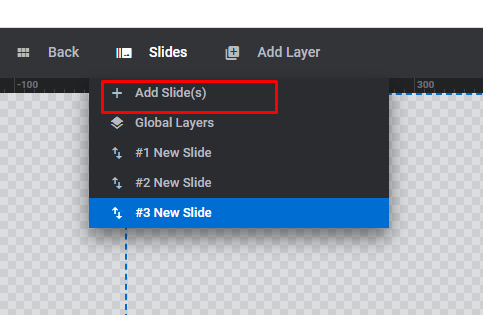 Back Slides Add Layer
-100 300
Add Slide(s)
Global Layers
#1 New Slide
#2 New Slide
#3 New Slide